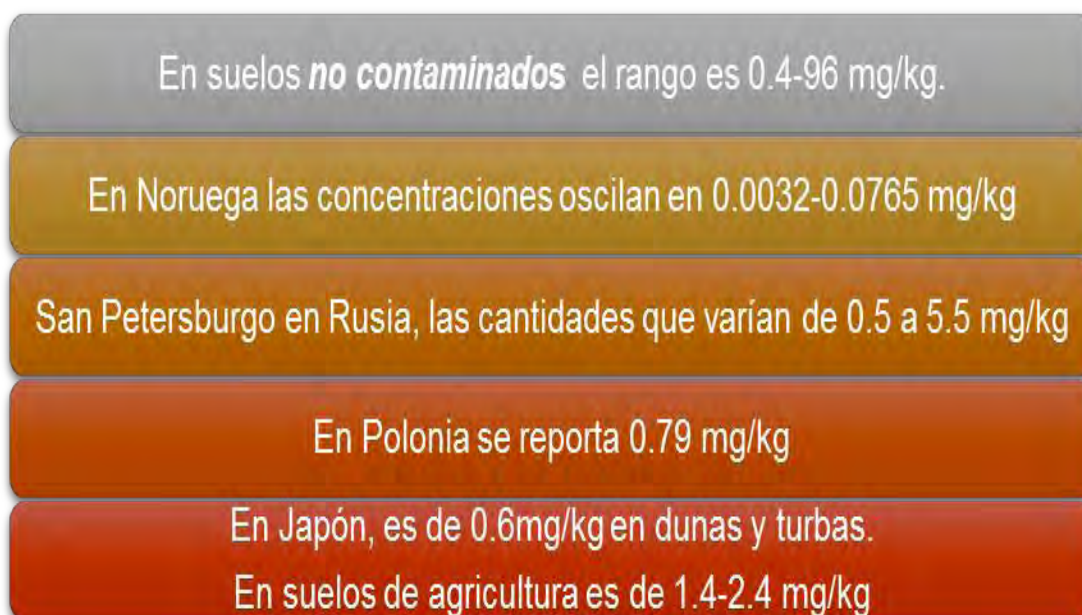 En suelos no contaminados el rango es 0.4-96 mg/kg.
En Noruega las concentraciones oscilan en 0.0032-0.0765 mg/kg
San Petersburgo en Rusia, las cantidades que varían de 0.5 a 5.5 mg/kg
En Polonia se reporta 0.79 mg/kg
En Japón, es de 0.6mg/kg en dunas y turbas.
En suelos de agricultura es de 1.4-2.4 mg/kg